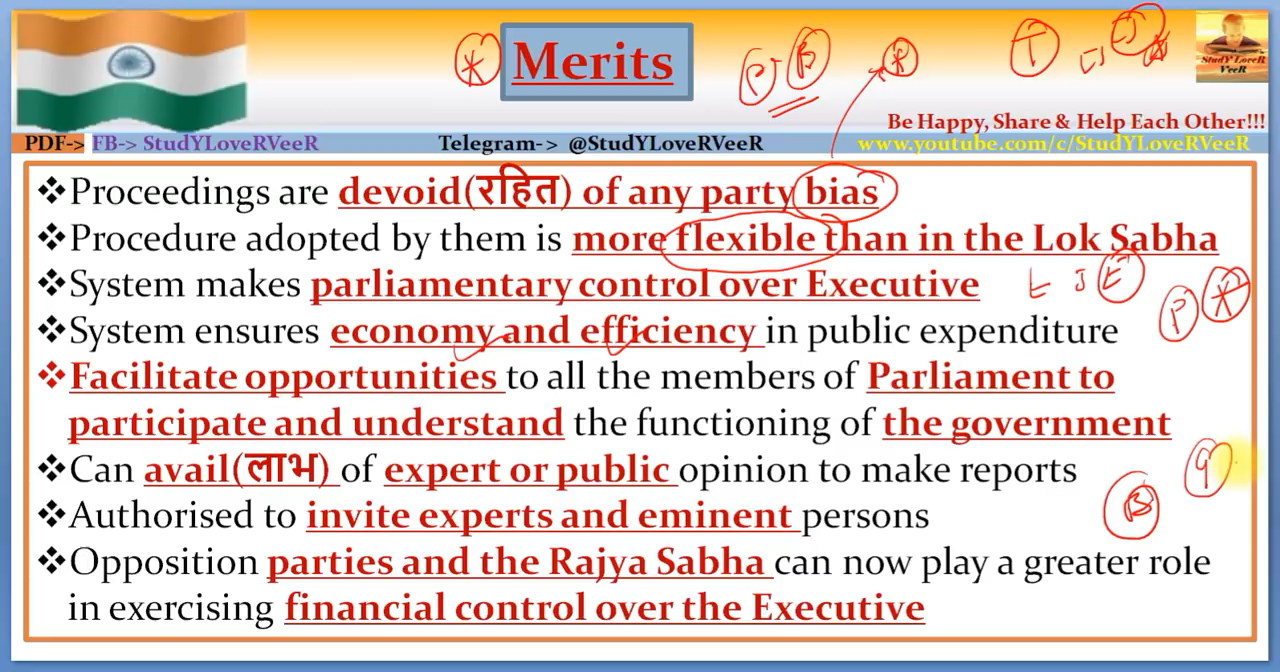 Merits
StudY LoveR
VeeR
Be Happy, Share & Help Each Other!!!
PDF-> FB-> StudYLoveRVeeR Telegram-> @StudYLoveRVeeR www.youtube.com/c/StudYLoveRVeeR
❖Proceedings are devoid(रहित) of any party bias
❖Procedure adopted by them is more flexible than in the Lok Sabha
❖System makes parliamentary control over Executive
❖System ensures economy and efficiency in public expenditure
❖Facilitate opportunities to all the members of Parliament to
participate and understand the functioning of the government
❖Can avail(लाभ) of expert or public opinion to make reports
❖Authorised to invite experts and eminent persons
❖Opposition parties and the Rajya Sabha can now play a greater role
in exercising financial control over the Executive